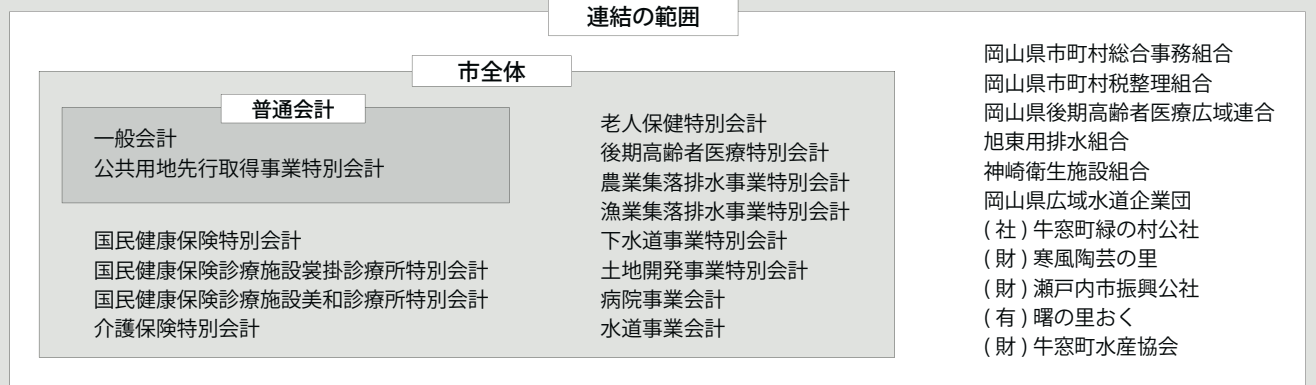 連結の範囲
市全体
普通会計
一般会計
公共用地先行取得事業特別会計
国民健康保険特別会計
国民健康保険診療施設裳掛診療所特別会計
国民健康保険診療施設美和診療所特別会計
介護保険特別会計
老人保健特別会計
後期高齢者医療特別会計
農業集落排水事業特別会計
漁業集落排水事業特別会計
下水道事業特別会計
土地開発事業特別会計
病院事業会計
水道事業会計
岡山県市町村総合事務組合
岡山県市町村税整理組合
岡山県後期高齢者医療広域連合
旭東用排水組合
神崎衛生施設組合
岡山県広域水道企業団
(社)牛窓町緑の村公社
(財)寒風陶芸の里
(財)瀬戸内市振興公社
(有)曙の里おく
(財)牛窓町水産協会